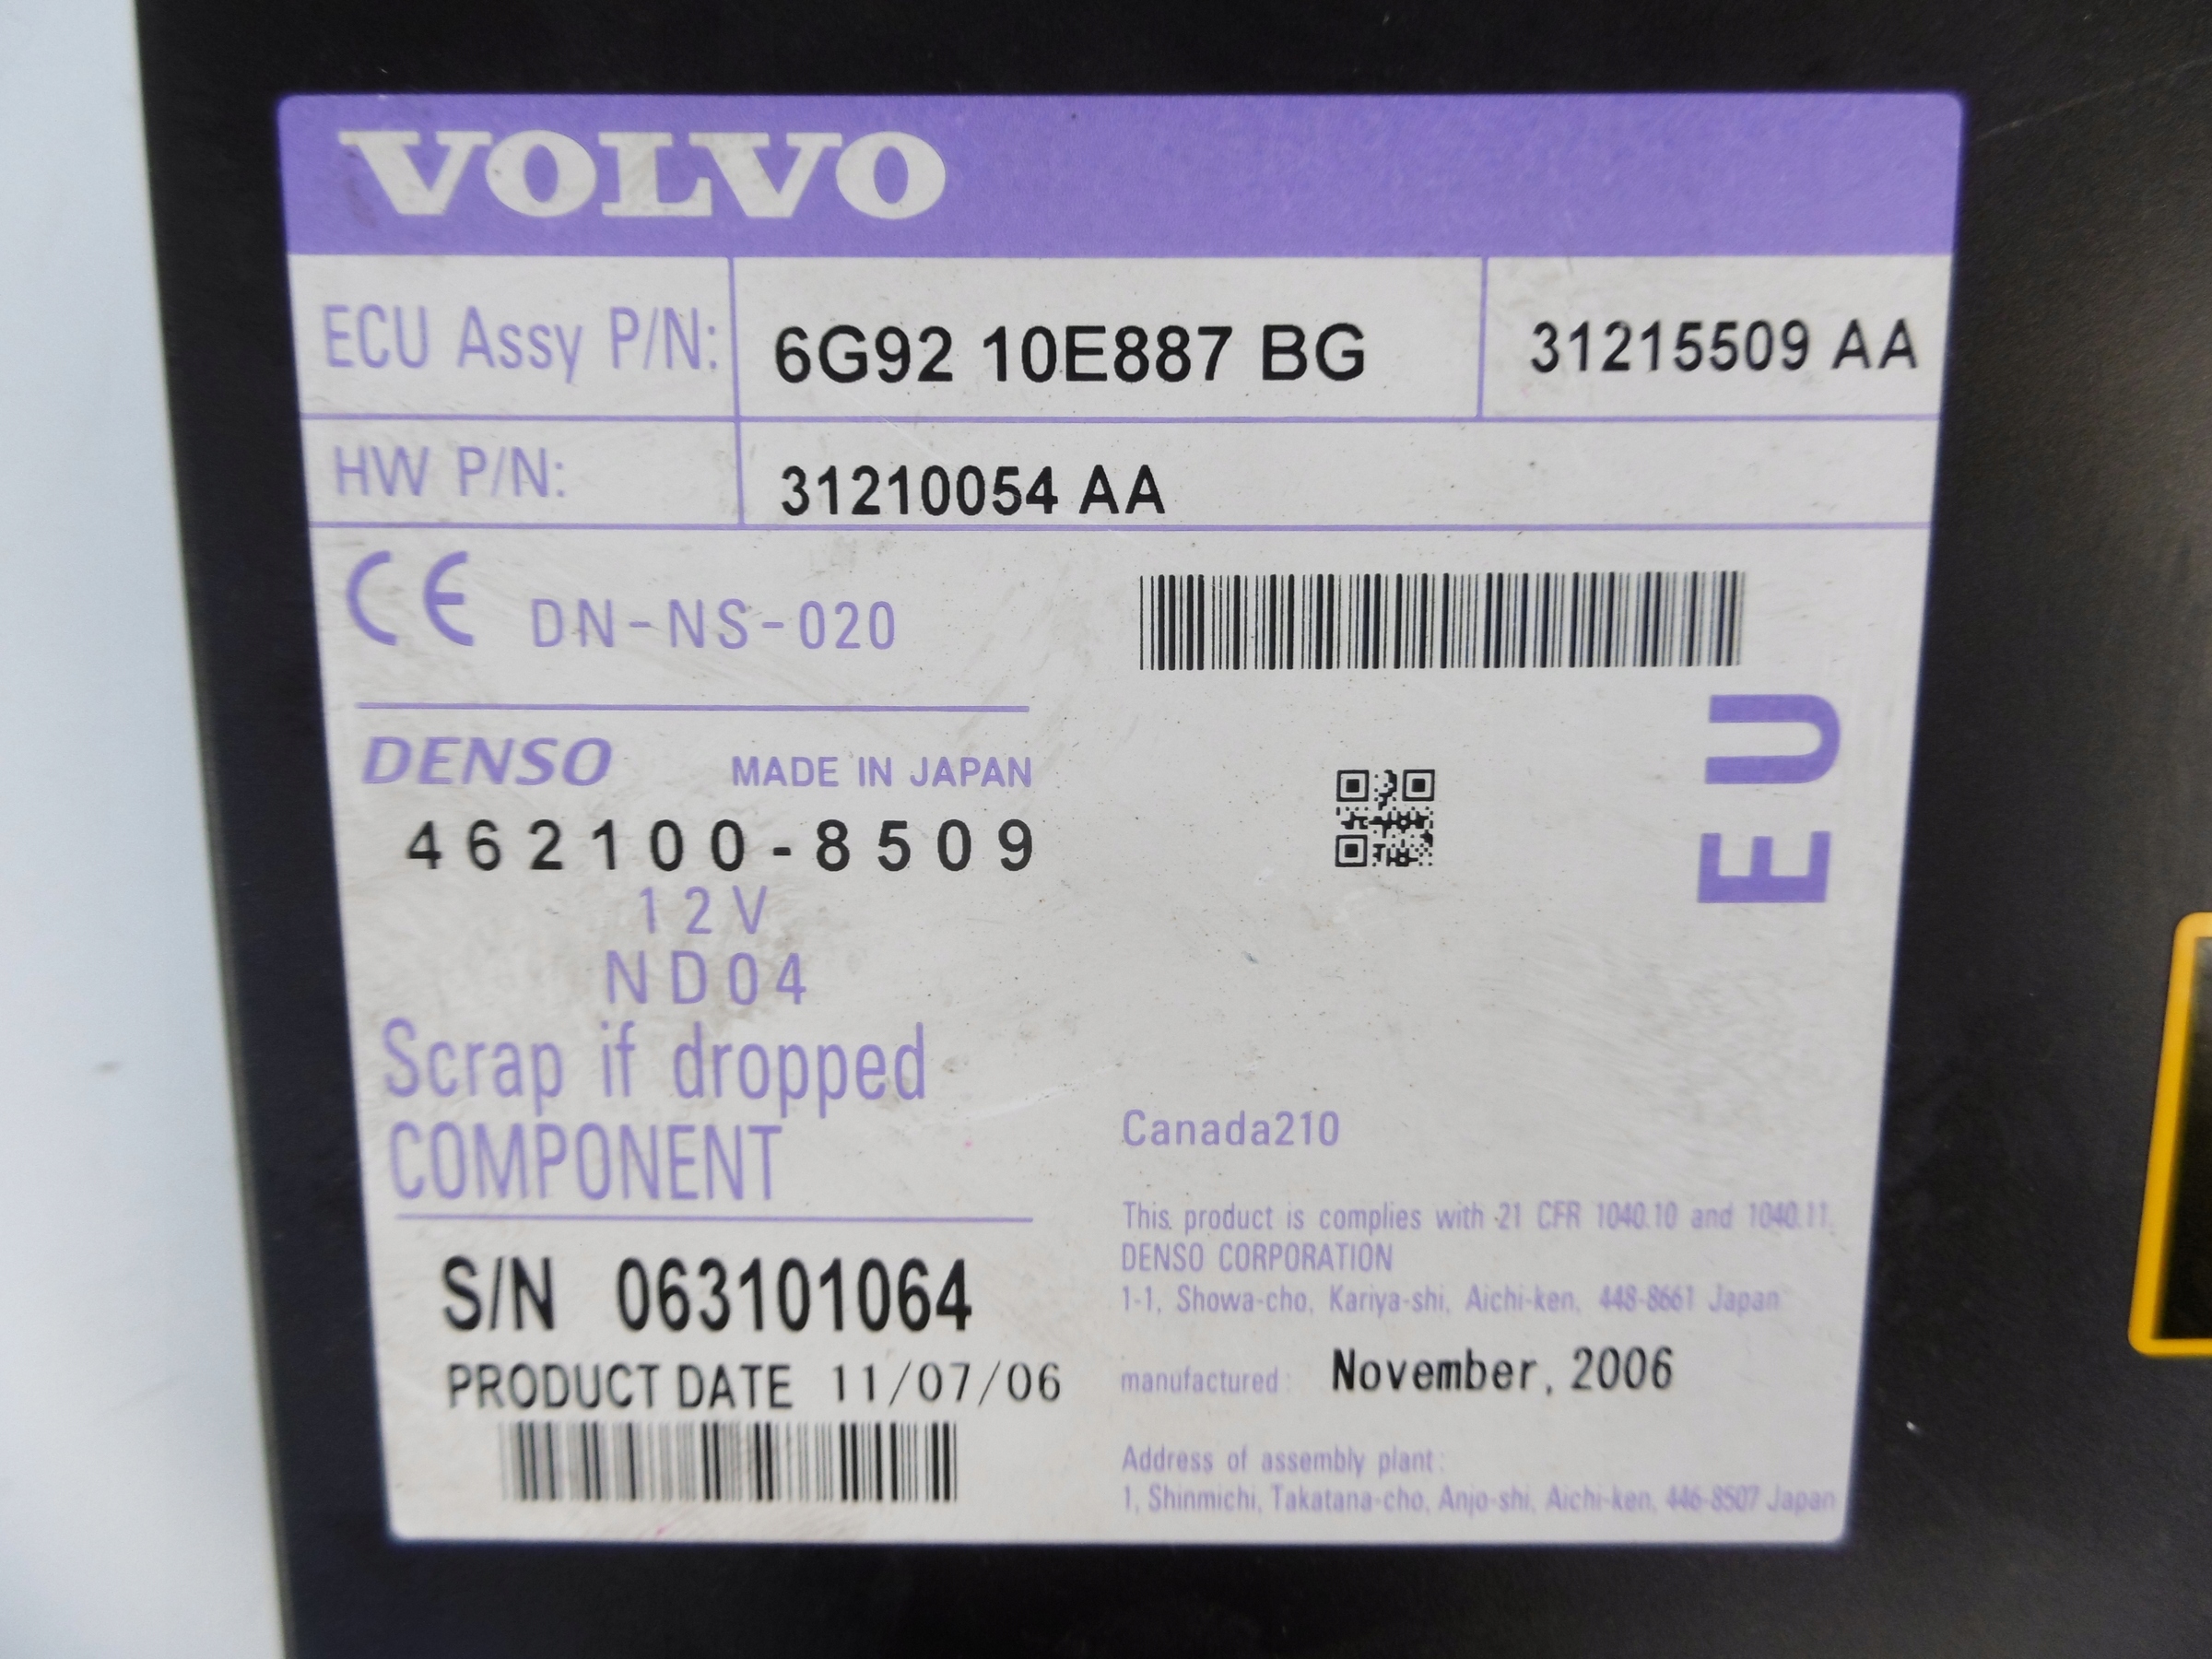 VOLVO
ECU Assy P/N: 6G92 10E887 BG 31215509 AA
HW P/N: 31210054 AA
CE DN-NS-020
EU
DENSO MADE IN JAPAN
462100-8509
12V
ND04
Scrap if dropped
COMPONENT
S/N 063101064
PRODUCT DATE 11/07/06
Canada210
This product is complies with 21 CFR 1040.10 and 1040.11.
DENSO CORPORATION
1-1, Showa-cho, Kariya-shi, Aichi-ken, 448-8661 Japan
manufactured: November, 2006
Address of assembly plant:
1, Shinmichi, Takatana-cho, Anjo-shi, Aichi-ken, 446-8507 Japan